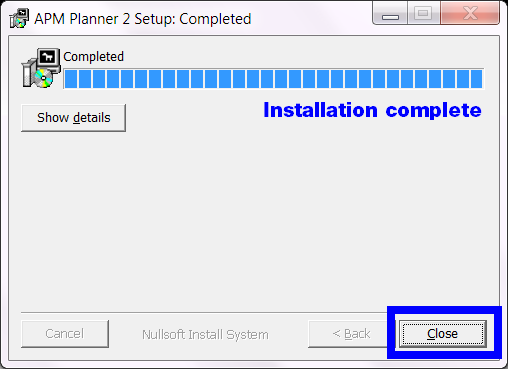 APM Planner 2 Setup: Completed
Completed
Installation complete
Show details
Cancel
Nullsoft Install System
< Back
Close